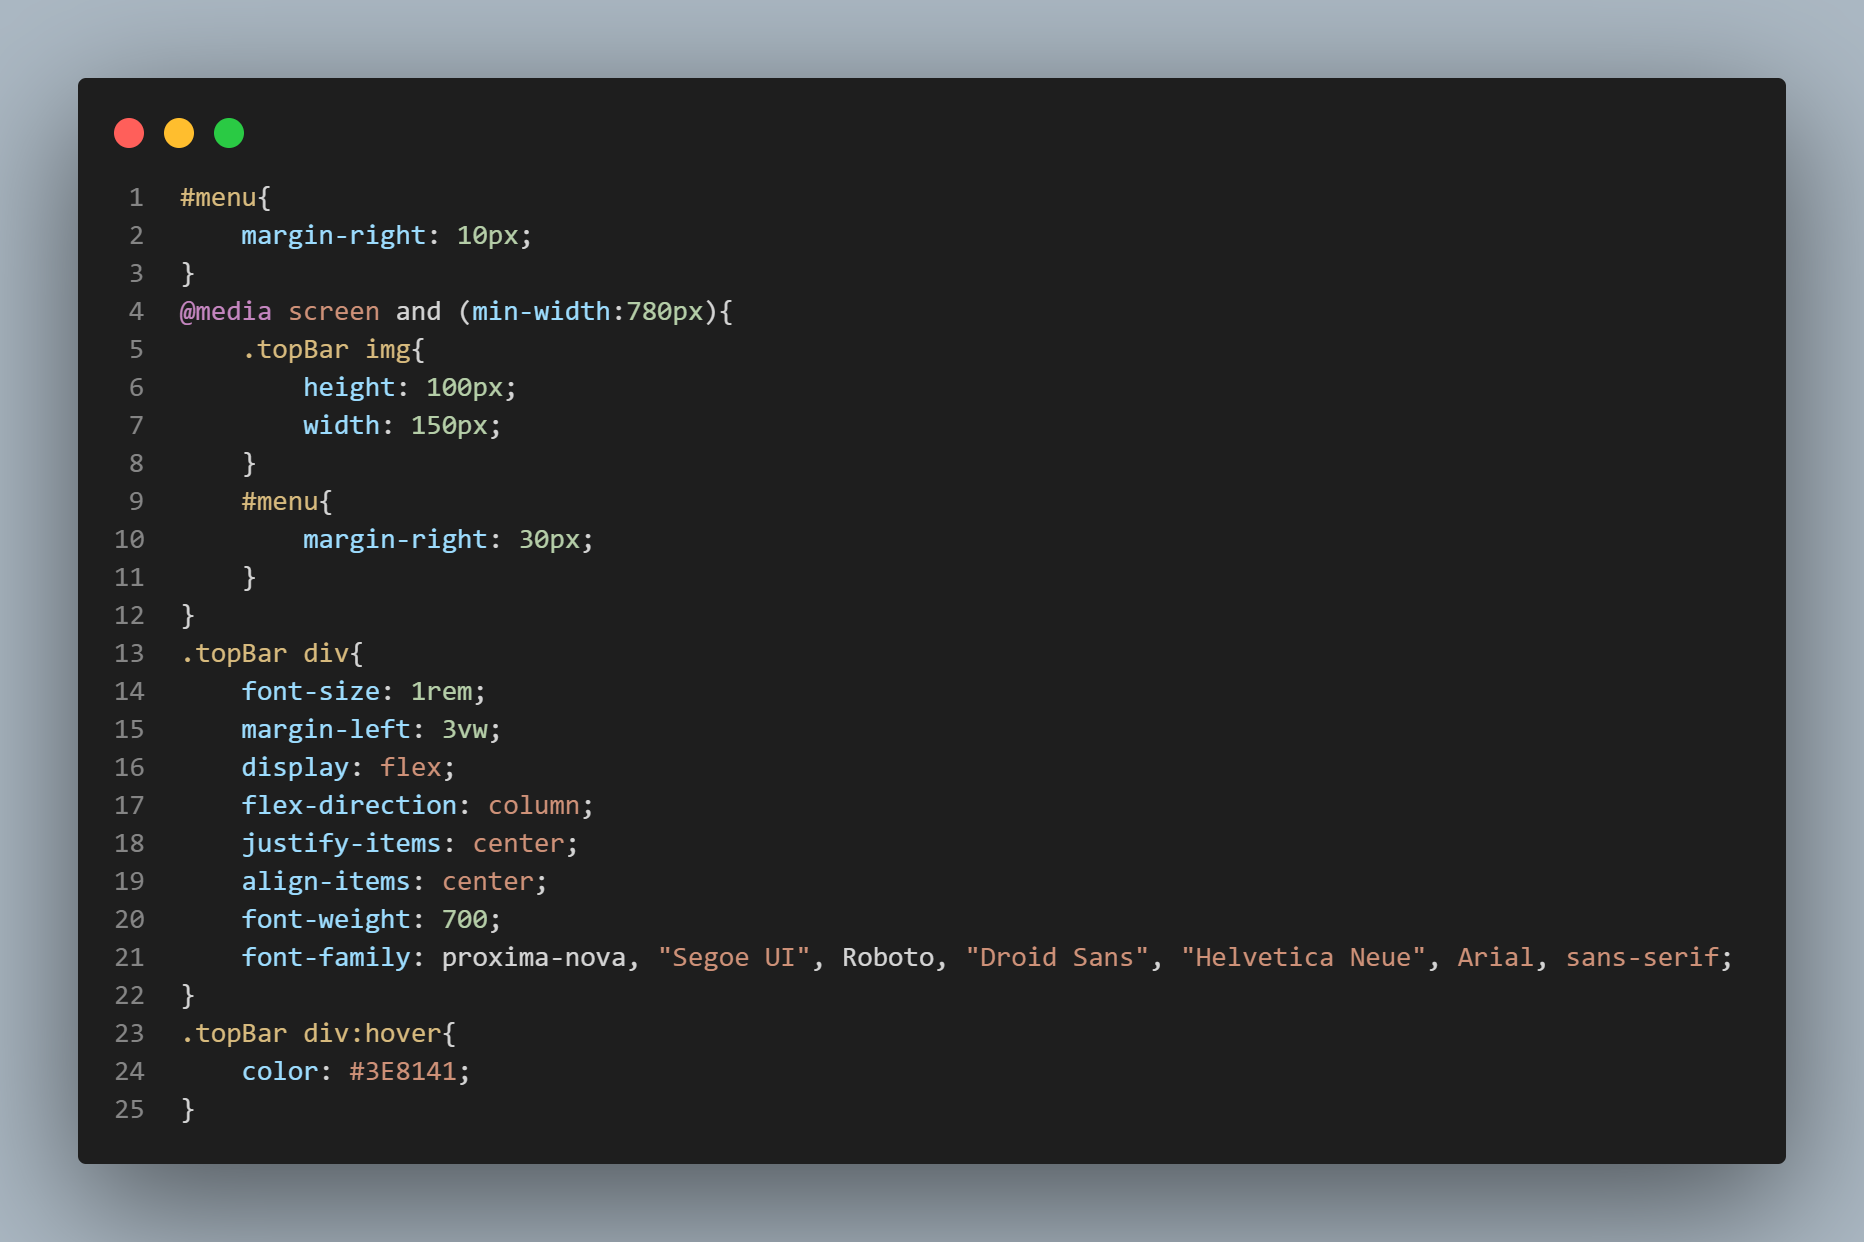 1 #menu{
2     margin-right: 10px;
3 }
4 @media screen and (min-width:780px){
5     .topBar img{
6         height: 100px;
7         width: 150px;
8     }
9     #menu{
10         margin-right: 30px;
11     }
12 }
13 .topBar div{
14     font-size: 1rem;
15     margin-left: 3vw;
16     display: flex;
17     flex-direction: column;
18     justify-items: center;
19     align-items: center;
20     font-weight: 700;
21     font-family: proxima-nova, "Segoe UI", Roboto, "Droid Sans", "Helvetica Neue", Arial, sans-serif;
22 }
23 .topBar div:hover{
24     color: #3E8141;
25 }